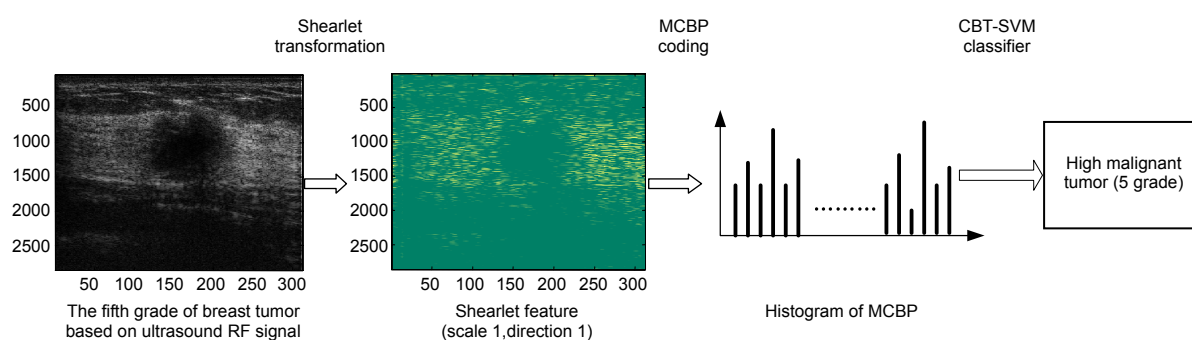 Shearlet
transformation
MCBP
coding
CBT-SVM
classifier
500
1000
1500
2000
2500
50 100 150 200 250 300
500
1000
1500
2000
2500
50 100 150 200 250 300
High malignant
tumor (5 grade)
The fifth grade of breast tumor
based on ultrasound RF signal
Shearlet feature
(scale 1,direction 1)
Histogram of MCBP